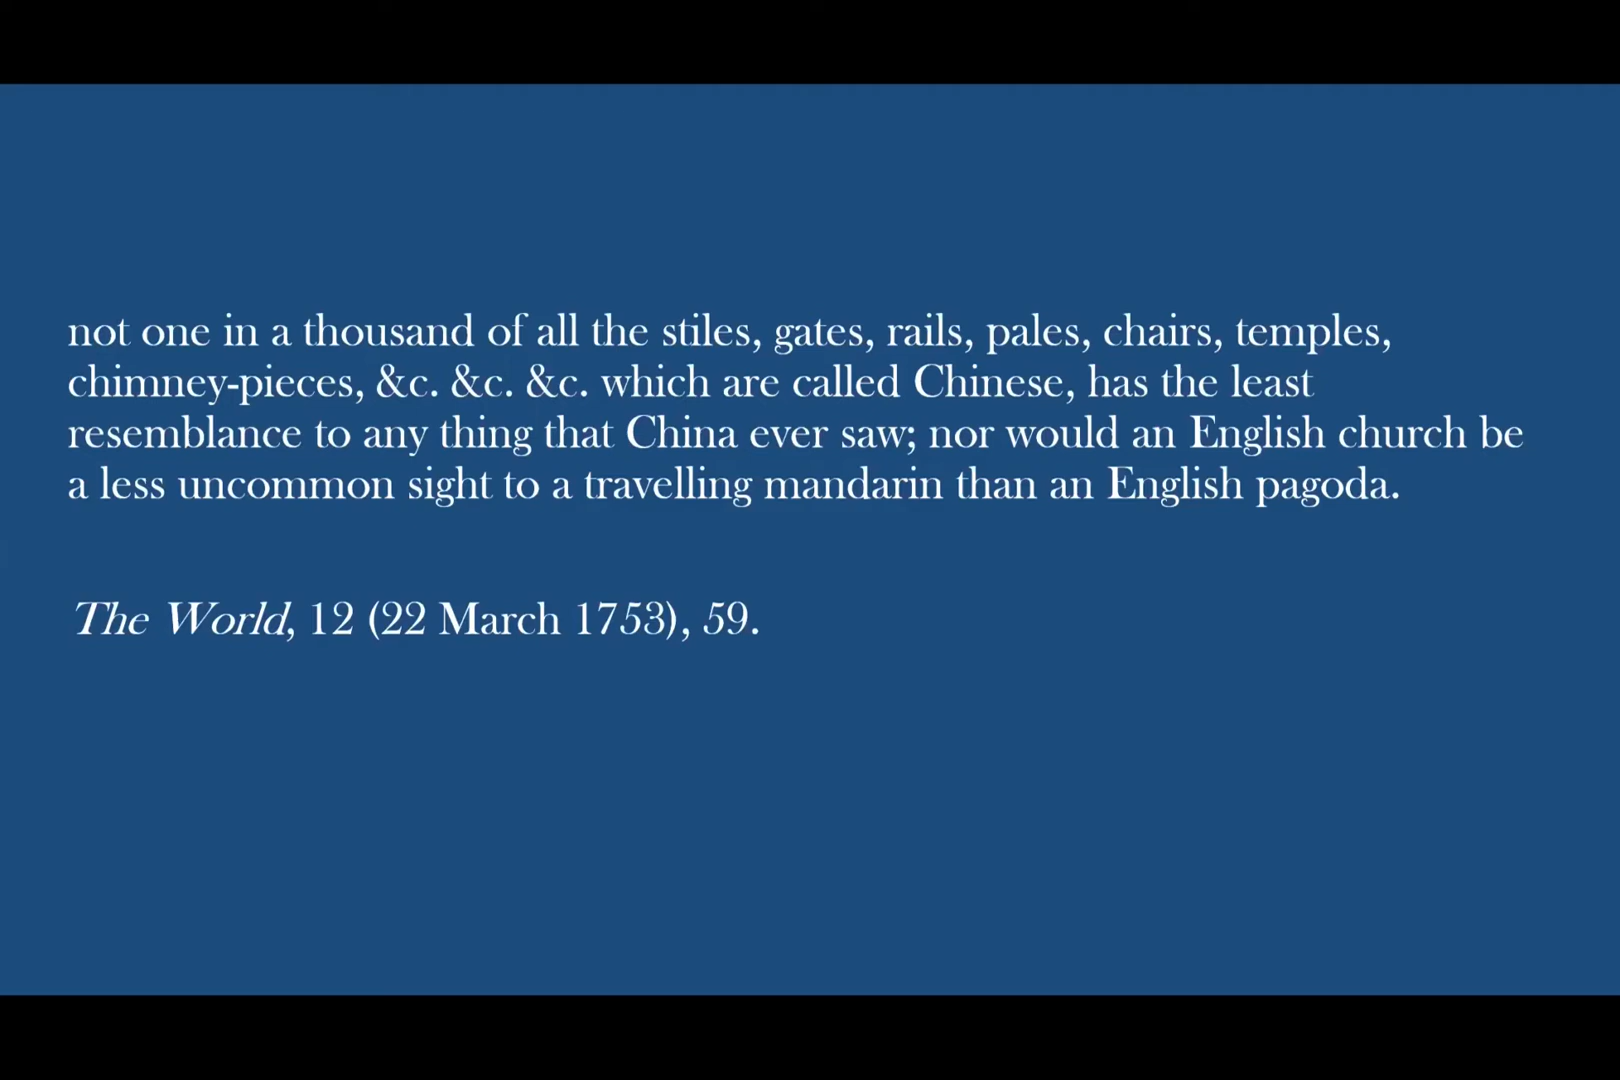 not one in a thousand of all the stiles, gates, rails, pales, chairs, temples,
chimney-pieces, &c. &c. &c. which are called Chinese, has the least
resemblance to any thing that China ever saw; nor would an English church be
a less uncommon sight to a travelling mandarin than an English pagoda.
The World, 12 (22 March 1753), 59.